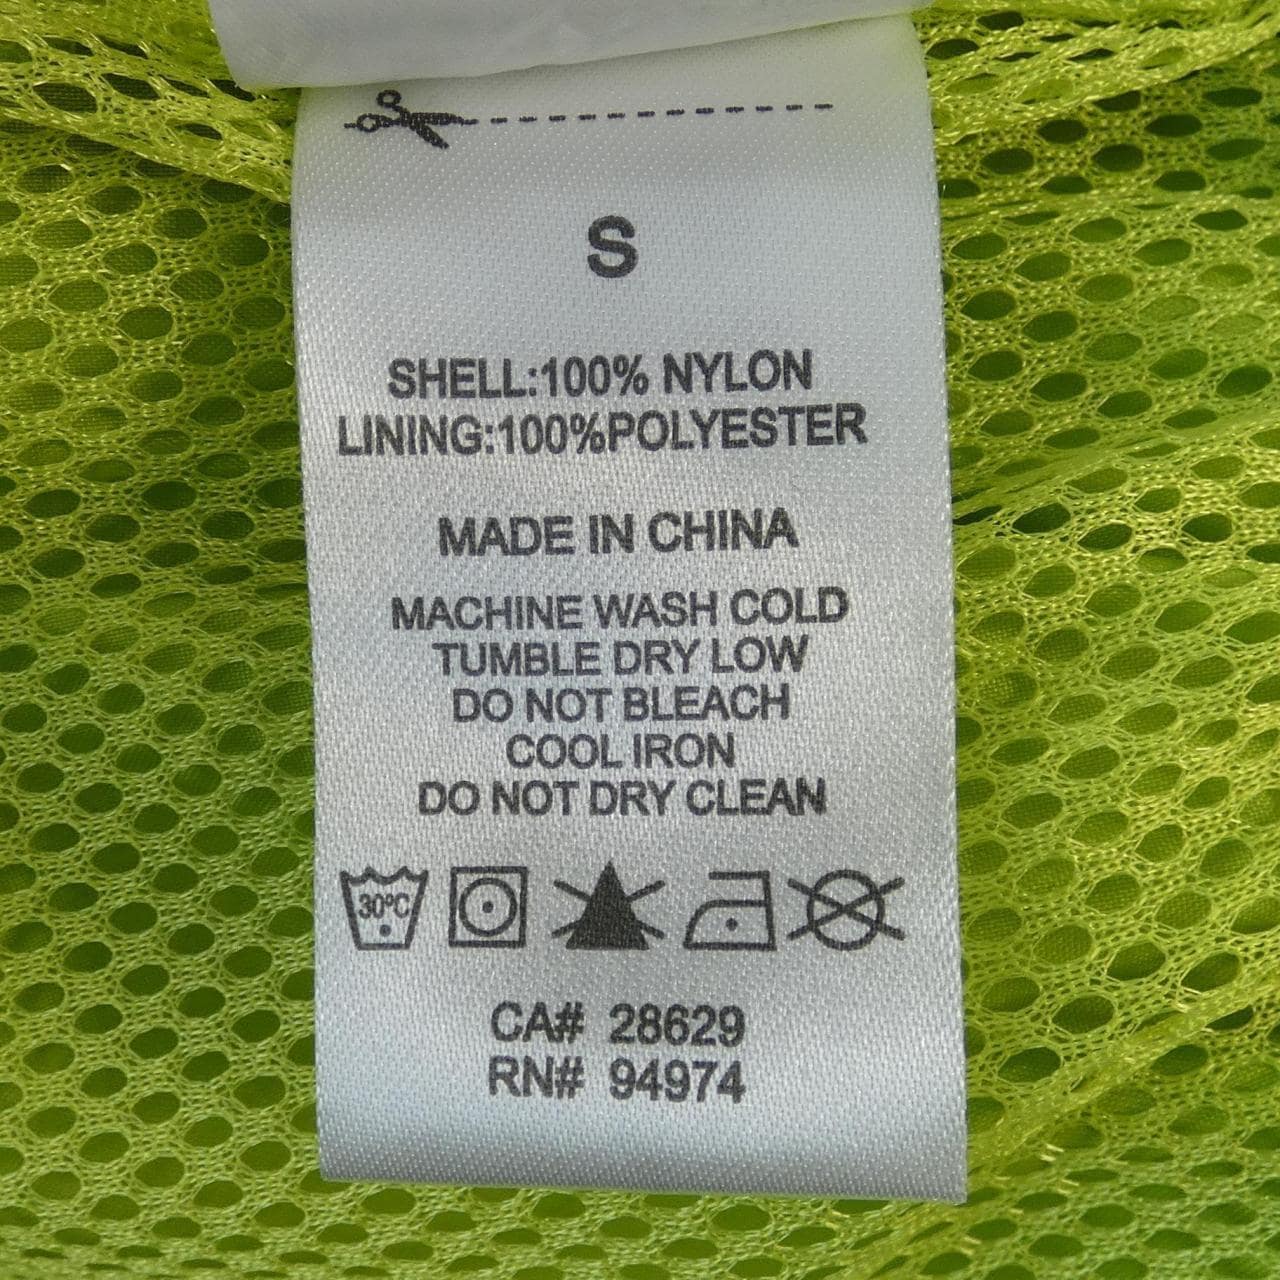 S
SHELL:100% NYLON
LINING:100%POLYESTER
MADE IN CHINA
MACHINE WASH COLD
TUMBLE DRY LOW
DO NOT BLEACH
COOL IRON
DO NOT DRY CLEAN
30°C
CA# 28629
RN# 94974